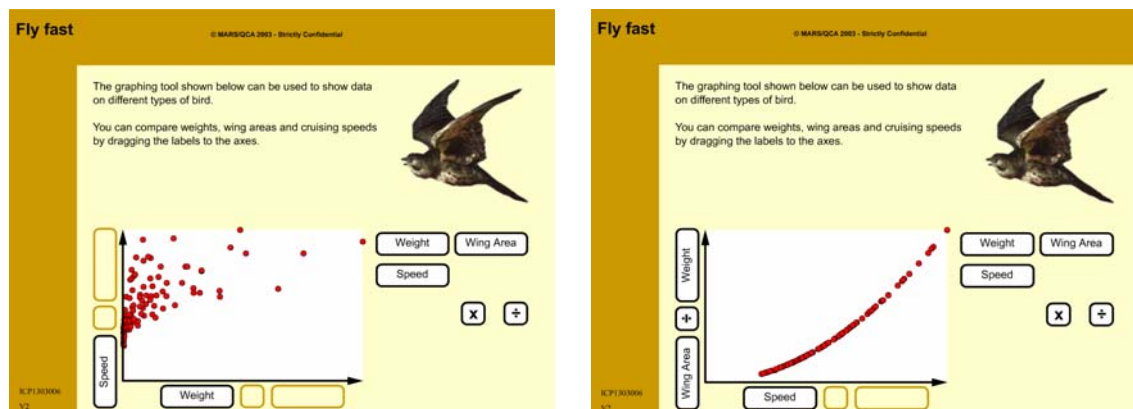 Fly fast
© MARS/QCA 2003 - Strictly Confidential
The graphing tool shown below can be used to show data
on different types of bird.
You can compare weights, wing areas and cruising speeds
by dragging the labels to the axes.
Weight
Wing Area
Speed
x
÷
Speed
Weight
ICP1303006
V2
Fly fast
© MARS/QCA 2003 - Strictly Confidential
The graphing tool shown below can be used to show data
on different types of bird.
You can compare weights, wing areas and cruising speeds
by dragging the labels to the axes.
Weight
Wing Area
Speed
x
÷
Weight
÷
Wing Area
Speed
ICP1303006
V2